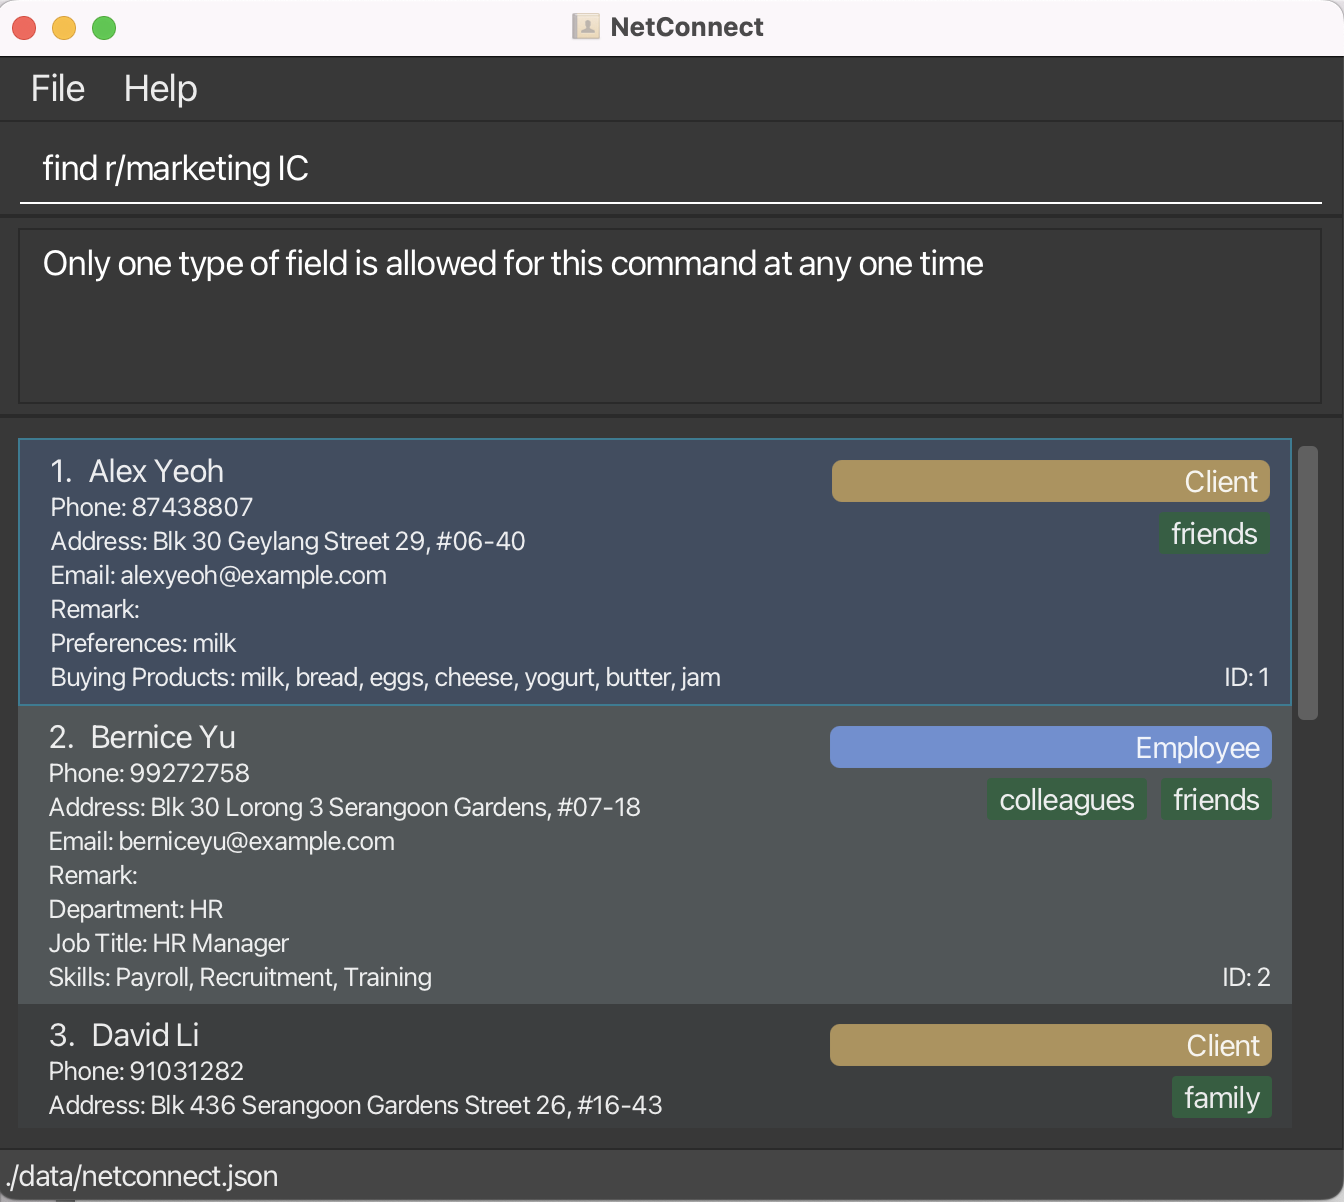 NetConnect
File Help
find r/marketing IC
Only one type of field is allowed for this command at any one time
1. Alex Yeoh
Client
Phone: 87438807
friends
Address: Blk 30 Geylang Street 29, #06-40
Email: alexyeoh@example.com
Remark:
Preferences: milk
Buying Products: milk, bread, eggs, cheese, yogurt, butter, jam
ID: 1
2. Bernice Yu
Employee
Phone: 99272758
colleagues friends
Address: Blk 30 Lorong 3 Serangoon Gardens, #07-18
Email: berniceyu@example.com
Remark:
Department: HR
Job Title: HR Manager
Skills: Payroll, Recruitment, Training
ID: 2
3. David Li
Client
Phone: 91031282
family
Address: Blk 436 Serangoon Gardens Street 26, #16-43
./data/netconnect.json